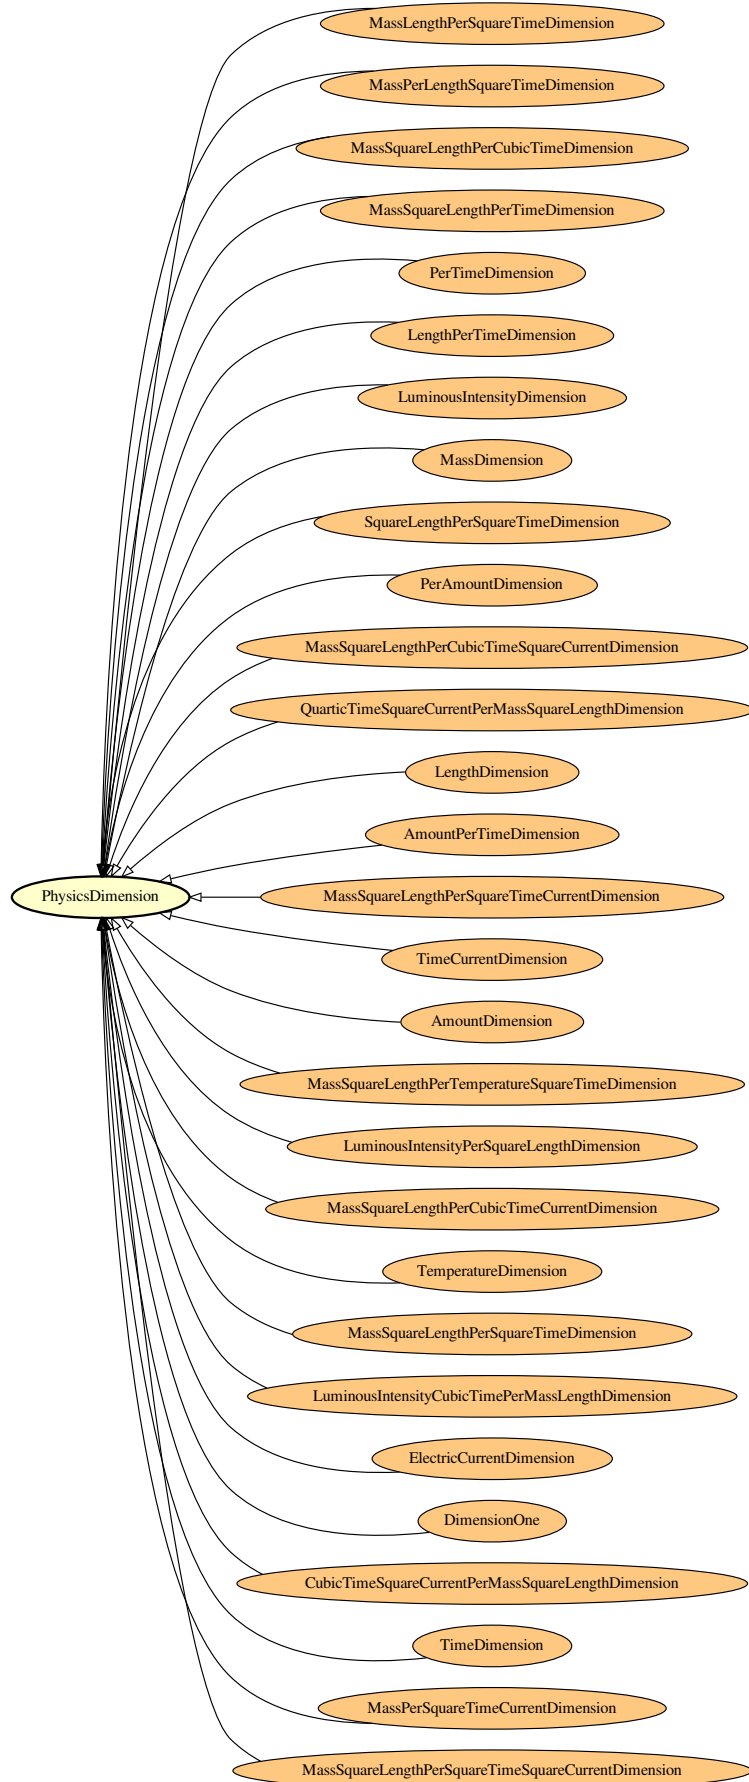 MassLengthPerSquareTimeDimension
MassPerLengthSquareTimeDimension
MassSquareLengthPerCubicTimeDimension
MassSquareLengthPerTimeDimension
PerTimeDimension
LengthPerTimeDimension
LuminousIntensityDimension
MassDimension
SquareLengthPerSquareTimeDimension
PerAmountDimension
MassSquareLengthPerCubicTimeSquareCurrentDimension
QuarticTimeSquareCurrentPerMassSquareLengthDimension
LengthDimension
AmountPerTimeDimension
PhysicsDimension
MassSquareLengthPerSquareTimeCurrentDimension
TimeCurrentDimension
AmountDimension
MassSquareLengthPerTemperatureSquareTimeDimension
LuminousIntensityPerSquareLengthDimension
MassSquareLengthPerCubicTimeCurrentDimension
TemperatureDimension
MassSquareLengthPerSquareTimeDimension
LuminousIntensityCubicTimePerMassLengthDimension
ElectricCurrentDimension
DimensionOne
CubicTimeSquareCurrentPerMassSquareLengthDimension
TimeDimension
MassPerSquareTimeCurrentDimension
MassSquareLengthPerSquareTimeSquareCurrentDimension